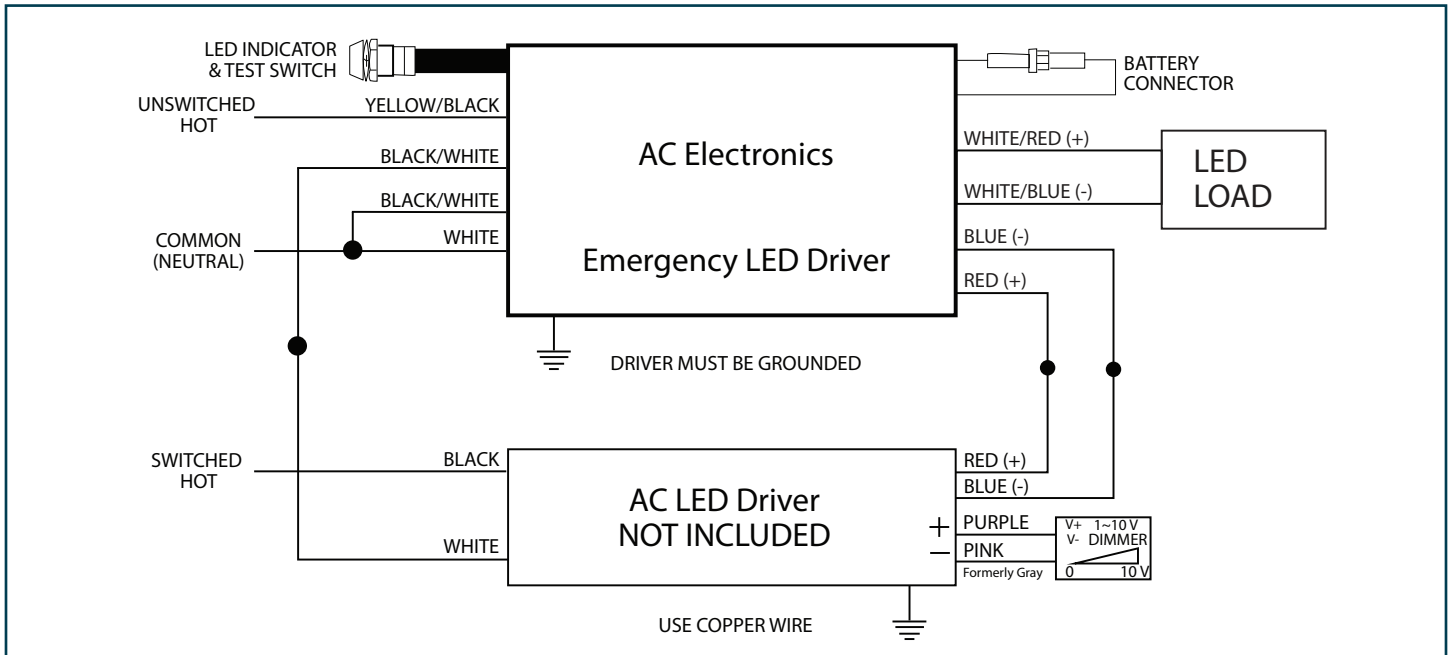 LED INDICATOR
& TEST SWITCH
UNSWITCHED
HOT
YELLOW/BLACK
BLACK/WHITE
BLACK/WHITE
COMMON
(NEUTRAL)
WHITE
AC Electronics
Emergency LED Driver
BATTERY
CONNECTOR
WHITE/RED (+)
WHITE/BLUE (-)
LED
LOAD
BLUE (-)
RED (+)
DRIVER MUST BE GROUNDED
SWITCHED
HOT
BLACK
WHITE
AC LED Driver
NOT INCLUDED
RED (+)
BLUE (-)
+ PURPLE
– PINK
Formerly Gray
V+ 1~10 V
V- DIMMER
0 10 V
USE COPPER WIRE